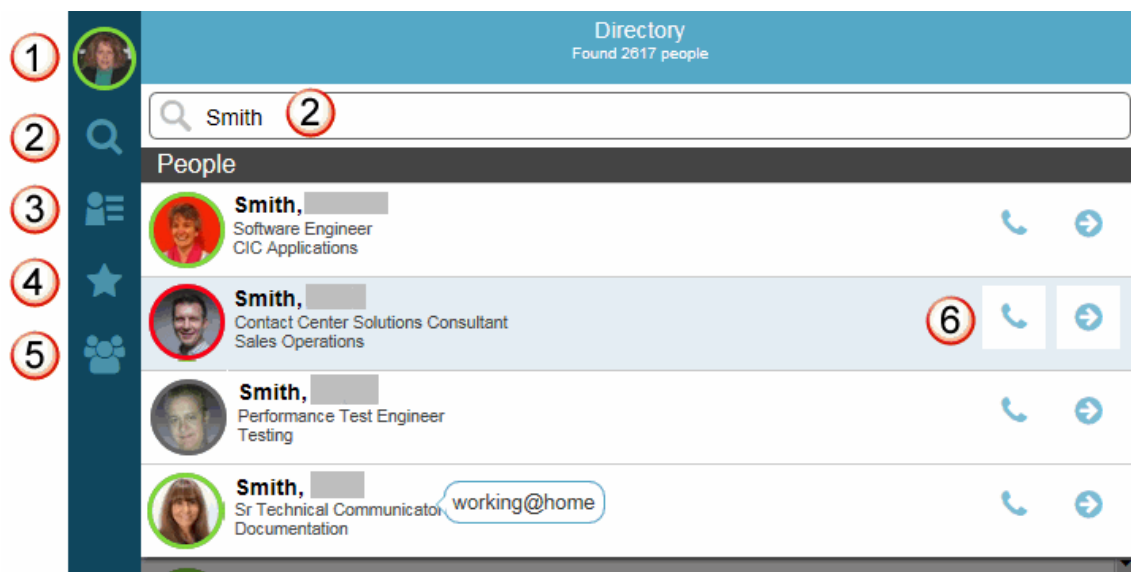 Directory
Found 2617 people
1
2
Smith
2
People
3
Smith,
Software Engineer
CIC Applications
4
Smith,
Contact Center Solutions Consultant
Sales Operations
6
5
Smith,
Performance Test Engineer
Testing
Smith,
Sr Technical Communicator
working@home
Documentation